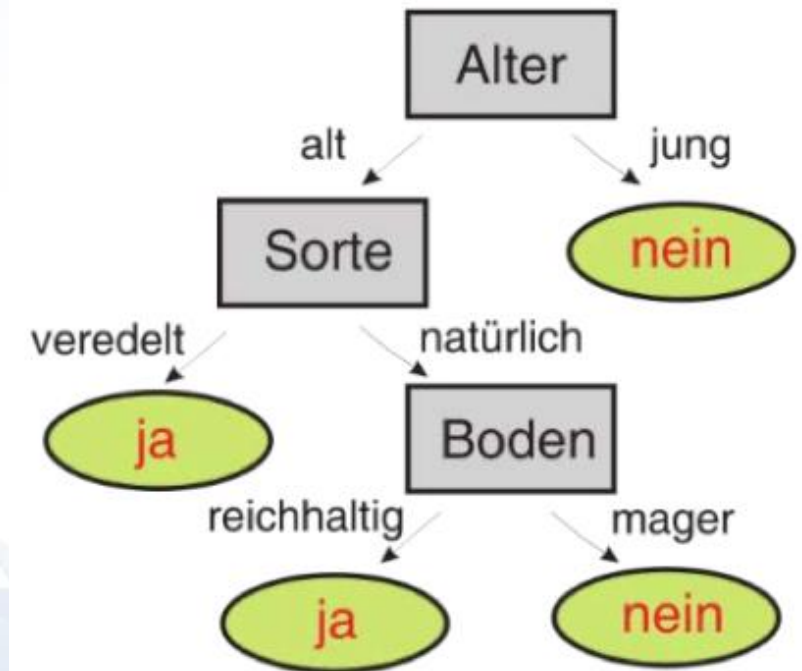 Alter
alt
jung
Sorte
nein
veredelt
natürlich
ja
Boden
reichhaltig
mager
ja
nein